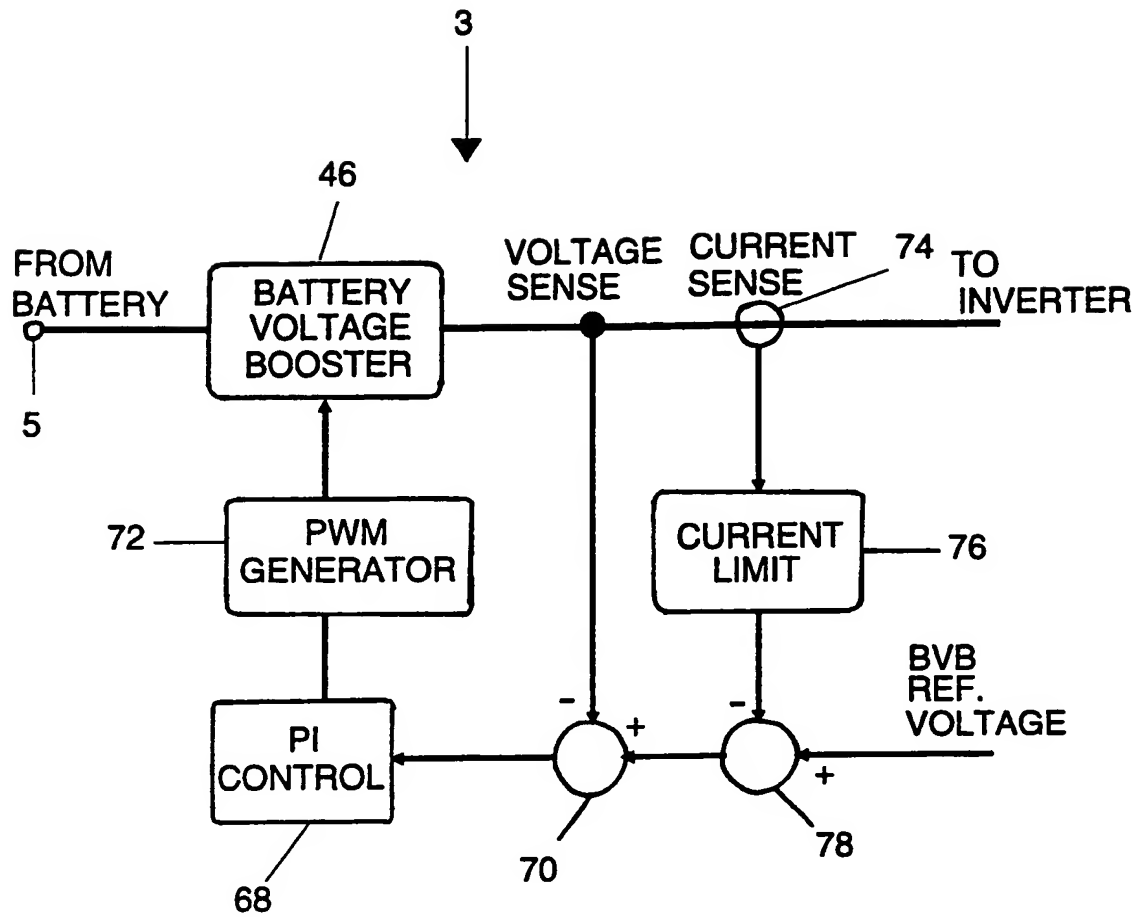 3
46
FROM
BATTERY
BATTERY
VOLTAGE
BOOSTER
VOLTAGE
SENSE
CURRENT
SENSE
74
TO
INVERTER
5
72
PWM
GENERATOR
CURRENT
LIMIT
76
BVB
REF.
VOLTAGE
-
+
-
+
PI
CONTROL
68
70
78